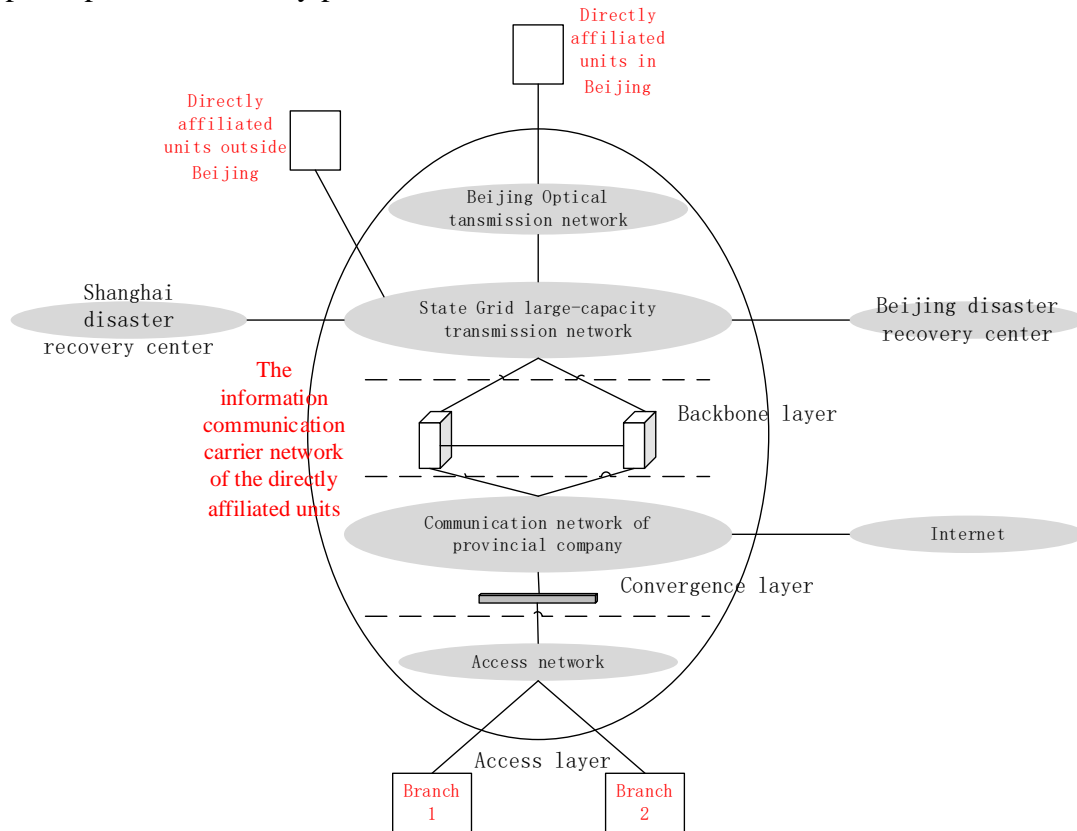 Directly
affiliated
units in
Beijing
Directly
affiliated
units outside
Beijing
Beijing Optical
tansmission network
Shanghai
disaster
recovery center
State Grid large-capacity
transmission network
Beijing disaster
recovery center
The
information
communication
carrier network
of the directly
affiliated units
Backbone layer
Communication network of
provincial company
Internet
Convergence layer
Access network
Access layer
Branch
1
Branch
2